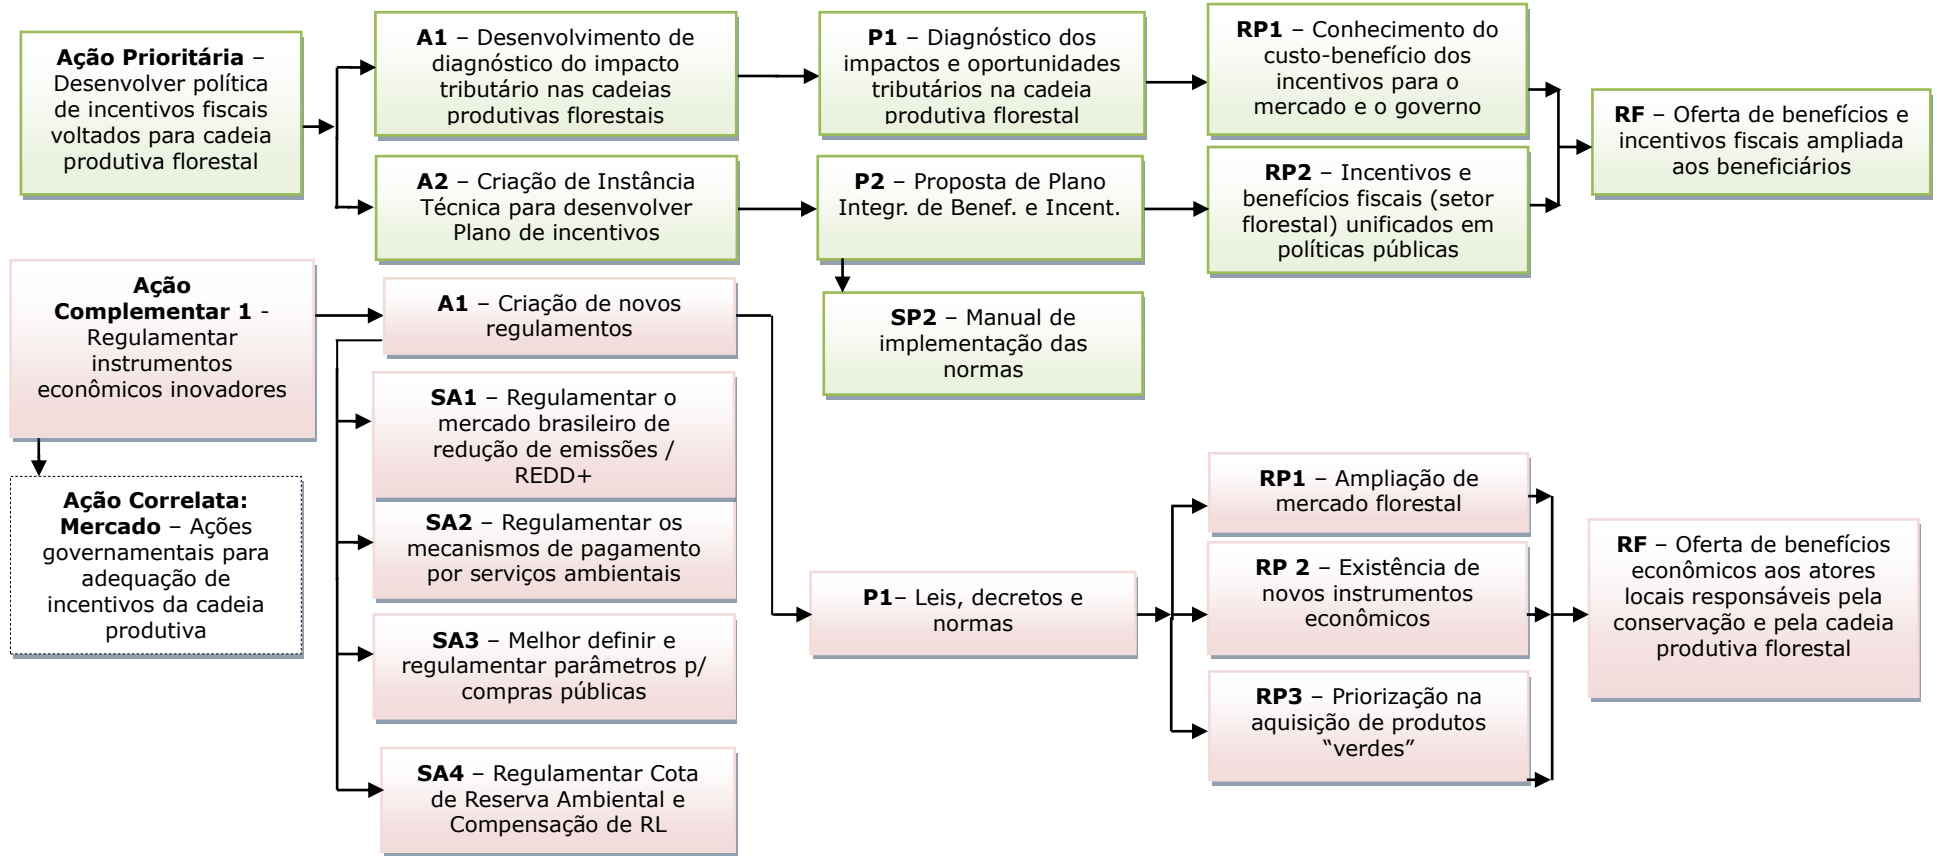 Ação Prioritária –
Desenvolver política
de incentivos fiscais
voltados para cadeia
produtiva florestal
A1 – Desenvolvimento de
diagnóstico do impacto
tributário nas cadeias
produtivas florestais
P1 – Diagnóstico dos
impactos e oportunidades
tributários na cadeia
produtiva florestal
RP1 – Conhecimento do
custo-benefício dos
incentivos para o
mercado e o governo
RF – Oferta de benefícios e
incentivos fiscais ampliada
aos beneficiários
A2 – Criação de Instância
Técnica para desenvolver
Plano de incentivos
P2 – Proposta de Plano
Integr. de Benef. e Incent.
RP2 – Incentivos e
benefícios fiscais (setor
florestal) unificados em
políticas públicas
SP2 – Manual de
implementação das
normas
Ação
Complementar 1 -
Regulamentar
instrumentos
econômicos inovadores
A1 – Criação de novos
regulamentos
SA1 – Regulamentar o
mercado brasileiro de
redução de emissões /
REDD+
SA2 – Regulamentar os
mecanismos de pagamento
por serviços ambientais
SA3 – Melhor definir e
regulamentar parâmetros p/
compras públicas
SA4 – Regulamentar Cota
de Reserva Ambiental e
Compensação de RL
Ação Correlata:
Mercado – Ações
governamentais para
adequação de
incentivos da cadeia
produtiva
P1– Leis, decretos e
normas
RP1 – Ampliação de
mercado florestal
RP 2 – Existência de
novos instrumentos
econômicos
RP3 – Priorização na
aquisição de produtos
“verdes”
RF – Oferta de benefícios
econômicos aos atores
locais responsáveis pela
conservação e pela cadeia
produtiva florestal